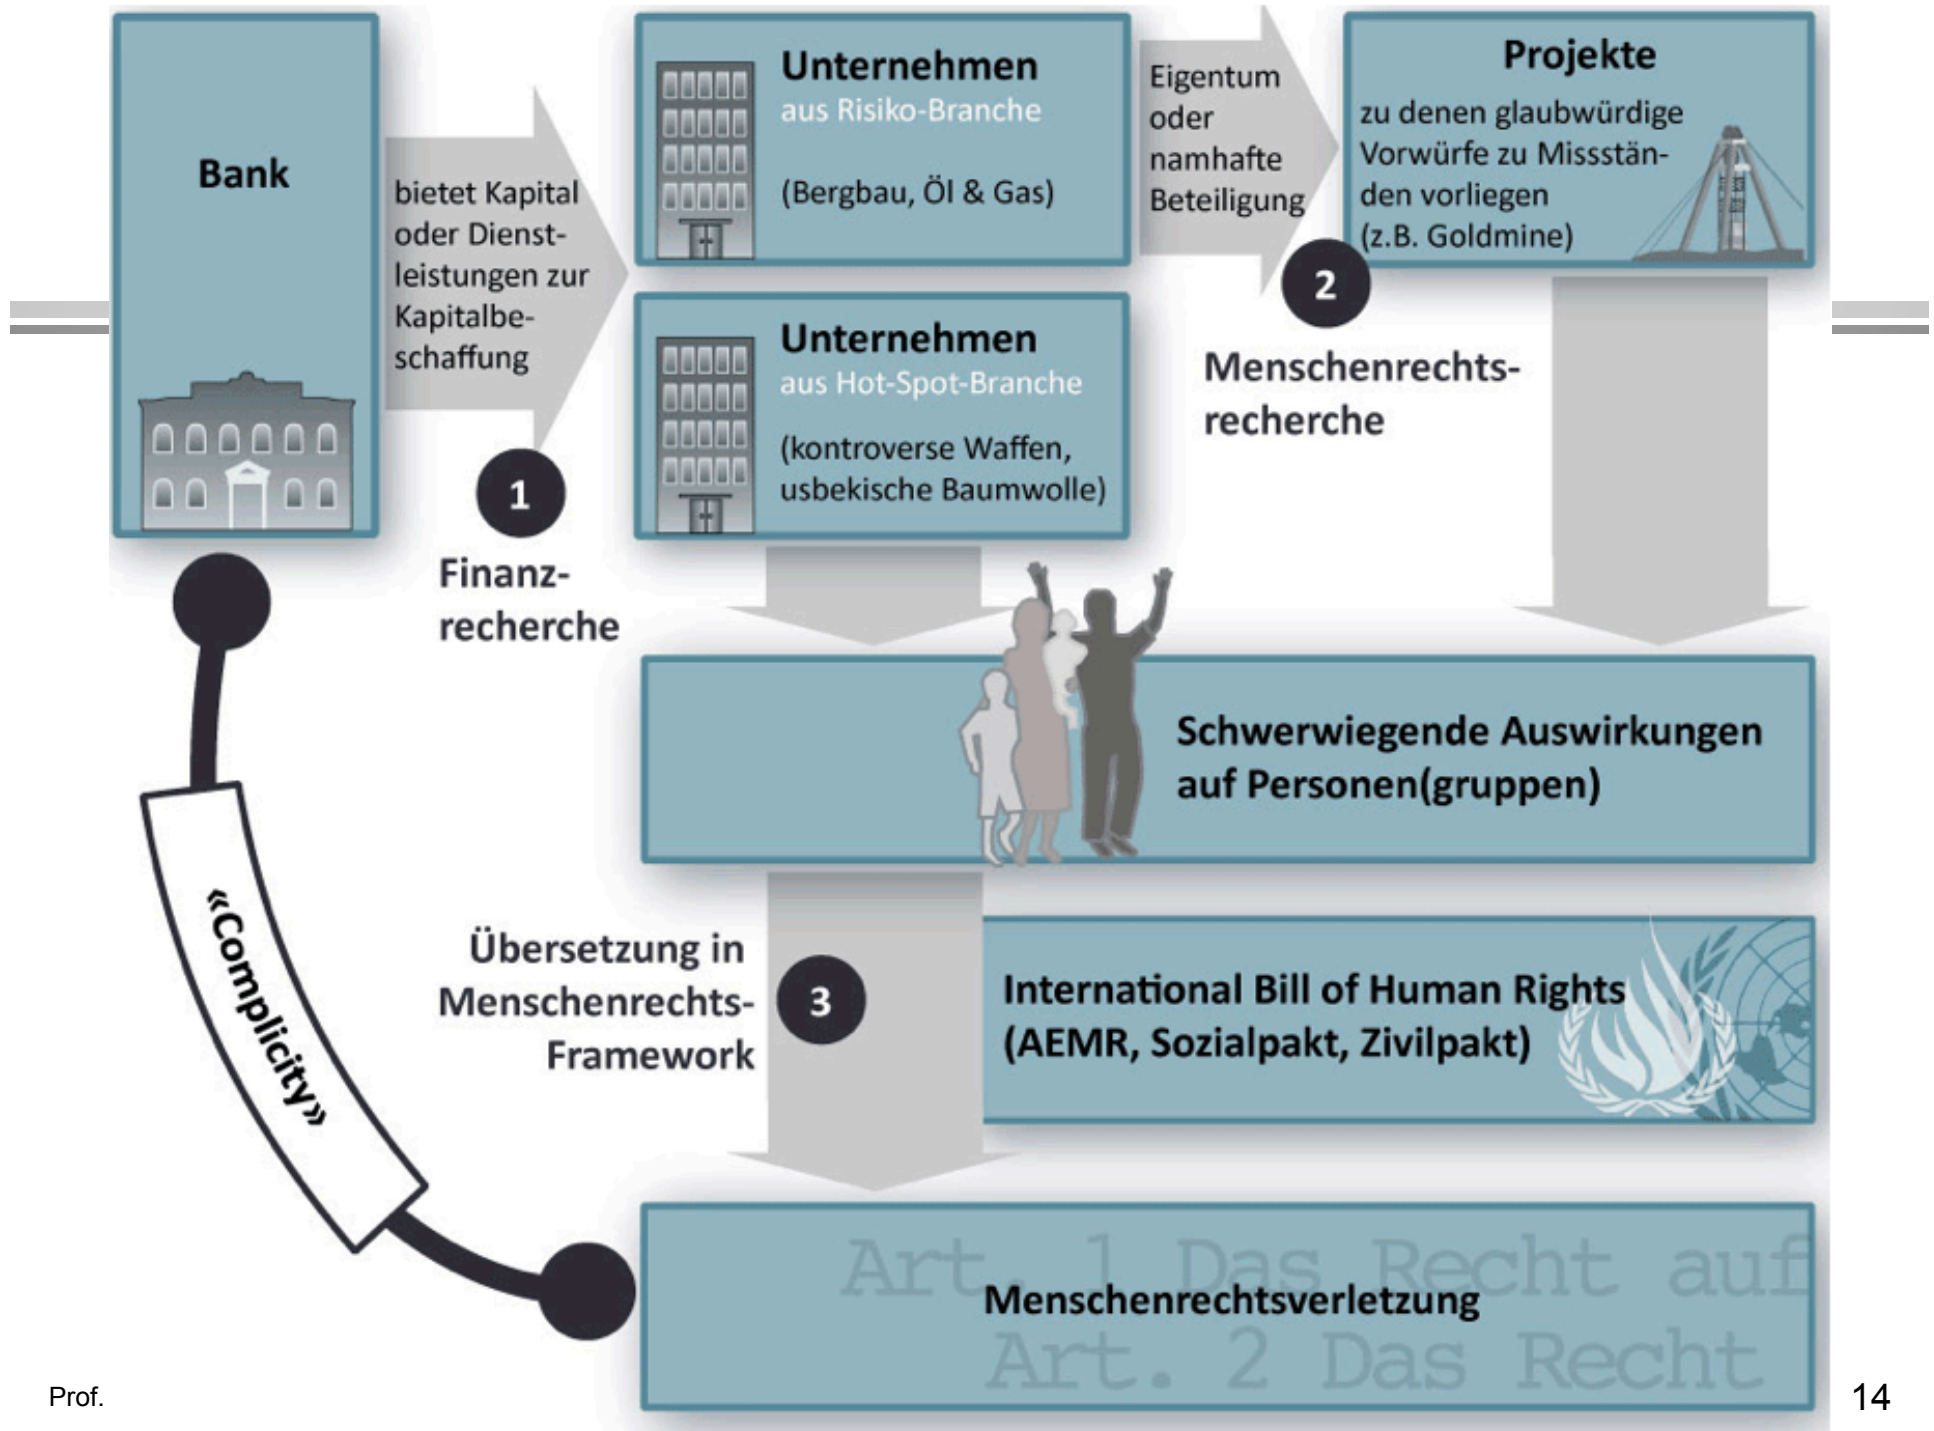 Bank
bietet Kapital
oder Dienst-
leistungen zur
Kapitalbe-
schaffung
1
Finanz-
recherche
Unternehmen
aus Risiko-Branche
(Bergbau, Öl & Gas)
Unternehmen
aus Hot-Spot-Branche
(kontroverse Waffen,
usbekische Baumwolle)
Eigentum
oder
namhafte
Beteiligung
2
Menschenrechts-
recherche
Projekte
zu denen glaubwürdige
Vorwürfe zu Missstän-
den vorliegen
(z.B. Goldmine)
Schwerwiegende Auswirkungen
auf Personen(gruppen)
Übersetzung in
Menschenrechts-
Framework
3
International Bill of Human Rights
(AEMR, Sozialpakt, Zivilpakt)
«Complicity»
Art. 1 Das Recht auf
Menschenrechtsverletzung
Art. 2 Das Recht
Prof.
14